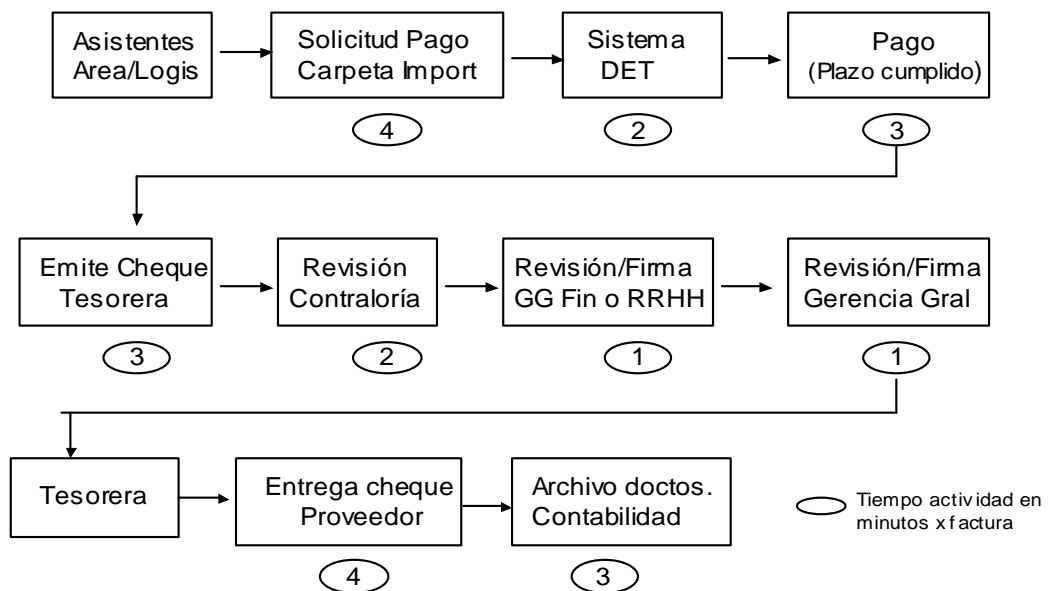 Asistentes
Area/Logis
Solicitud Pago
Carpeta Import
Sistema
DET
Pago
(Plazo cumplido)
4
2
3
Emite Cheque
Tesorera
Revisión
Contraloría
Revisión/Firma
GG Fin o RRHH
Revisión/Firma
Gerencia Gral
3
2
1
1
Tesorera
Entrega cheque
Proveedor
Archivo doctos.
Contabilidad
Tiempo actividad en
minutos x factura
4
3